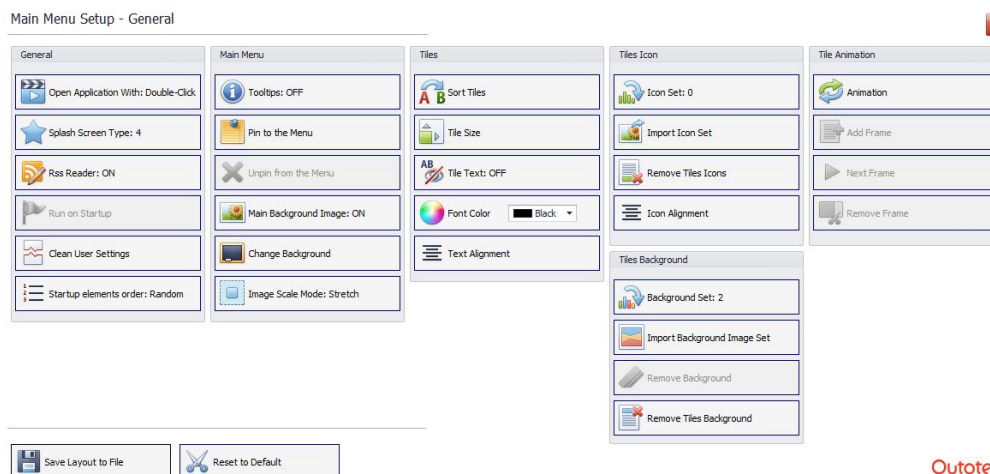 Main Menu Setup - General
General
Open Application With: Double-Click
Splash Screen Type: 4
Rss Reader: ON
Run on Startup
Clean User Settings
1
2
3
Startup elements order: Random
Main Menu
Tooltips: OFF
Pin to the Menu
Unpin from the Menu
Main Background Image: ON
Change Background
Image Scale Mode: Stretch
Tiles
A B
Sort Tiles
Tile Size
AB
Tile Text: OFF
Font Color
Black
Text Alignment
Tiles Icon
Icon Set: 0
Import Icon Set
Remove Tiles Icons
Icon Alignment
Tiles Background
Background Set: 2
Import Background Image Set
Remove Background
Remove Tiles Background
Tile Animation
Animation
Add Frame
Next Frame
Remove Frame
Save Layout to File
Reset to Default
Outote